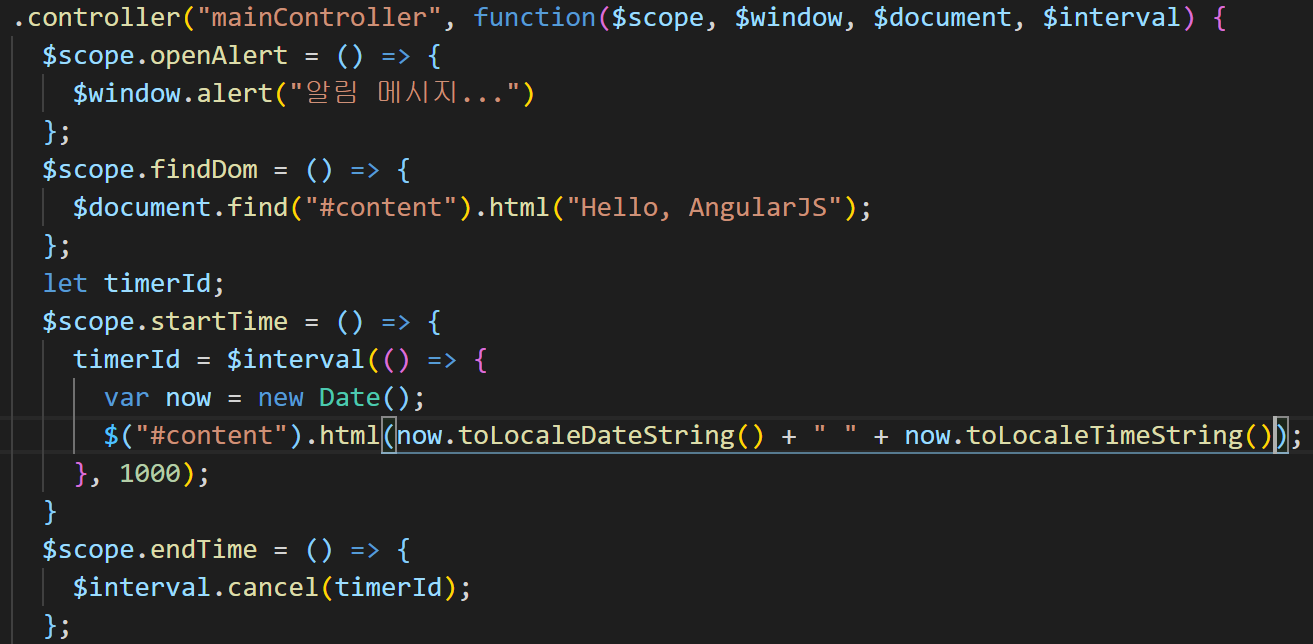 .controller("mainController", function($scope, $window, $document, $interval) {
$scope.openAlert = () => {
$window.alert("알림 메시지...")
};
$scope.findDom = () => {
$document.find("#content").html("Hello, AngularJS");
};
let timerId;
$scope.startTime = () => {
timerId = $interval(() => {
var now = new Date();
$("#content").html(now.toLocaleDateString() + " " + now.toLocaleTimeString());
}, 1000);
}
$scope.endTime = () => {
$interval.cancel(timerId);
};